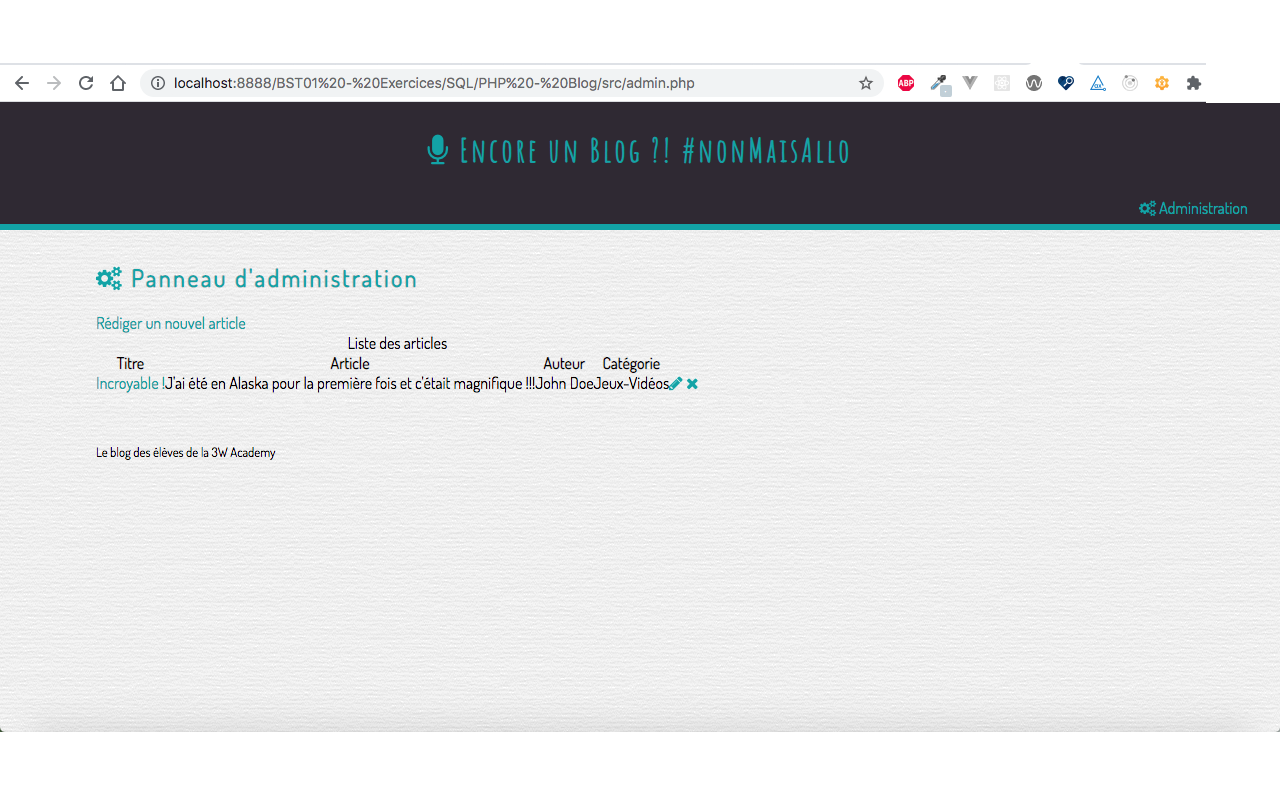 localhost:8888/BST01%20-%20Exercices/SQL/PHP%20-%20Blog/src/admin.php
ABP
Encore un Blog ?! #nonMaisAllo
Administration
Panneau d'administration
Rédiger un nouvel article
Liste des articles
Titre Article Auteur Catégorie
Incroyable !J'ai été en Alaska pour la première fois et c'était magnifique !!!John DoeJeux-Vidéos
Le blog des élèves de la 3W Academy